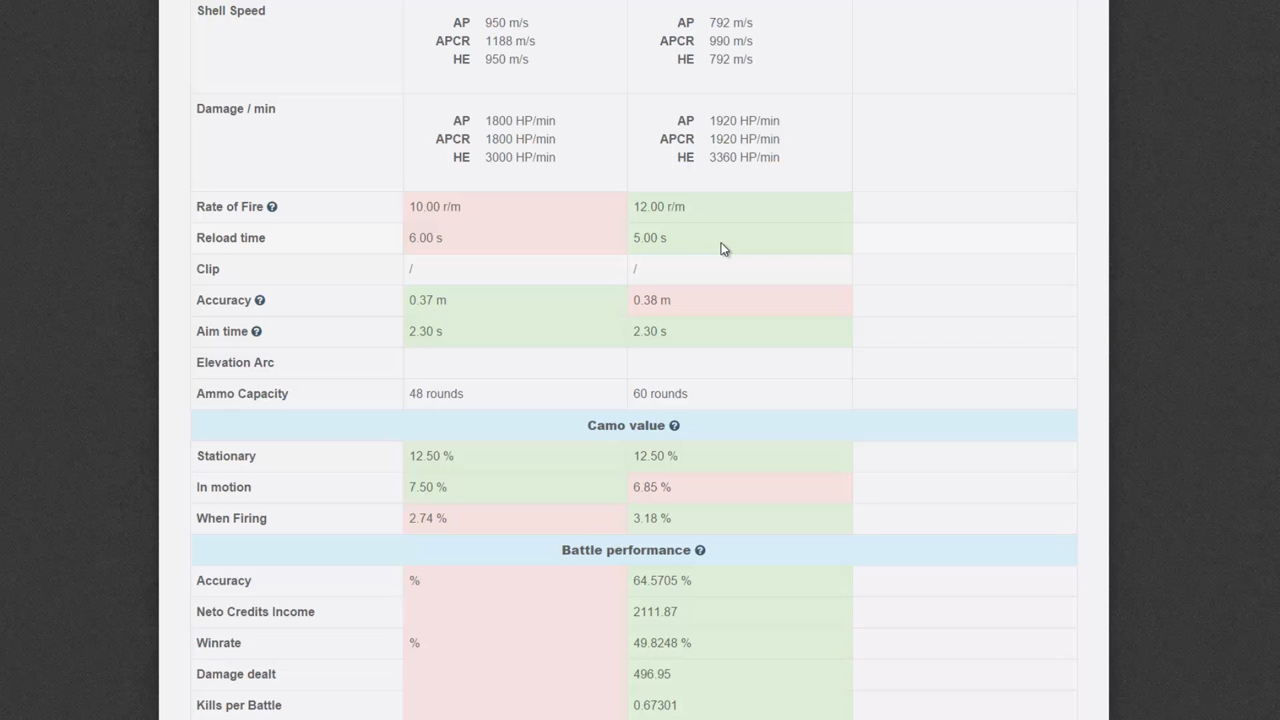 Shell Speed
AP 950 m/s AP 792 m/s
APCR 1188 m/s APCR 990 m/s
HE 950 m/s HE 792 m/s
Damage / min
AP 1800 HP/min AP 1920 HP/min
APCR 1800 HP/min APCR 1920 HP/min
HE 3000 HP/min HE 3360 HP/min
Rate of Fire ? 10.00 r/m 12.00 r/m
Reload time 6.00 s 5.00 s
Clip / /
Accuracy ? 0.37 m 0.38 m
Aim time ? 2.30 s 2.30 s
Elevation Arc
Ammo Capacity 48 rounds 60 rounds
Camo value ?
Stationary 12.50 % 12.50 %
In motion 7.50 % 6.85 %
When Firing 2.74 % 3.18 %
Battle performance ?
Accuracy % 64.5705 %
Neto Credits Income 2111.87
Winrate % 49.8248 %
Damage dealt 496.95
Kills per Battle 0.67301